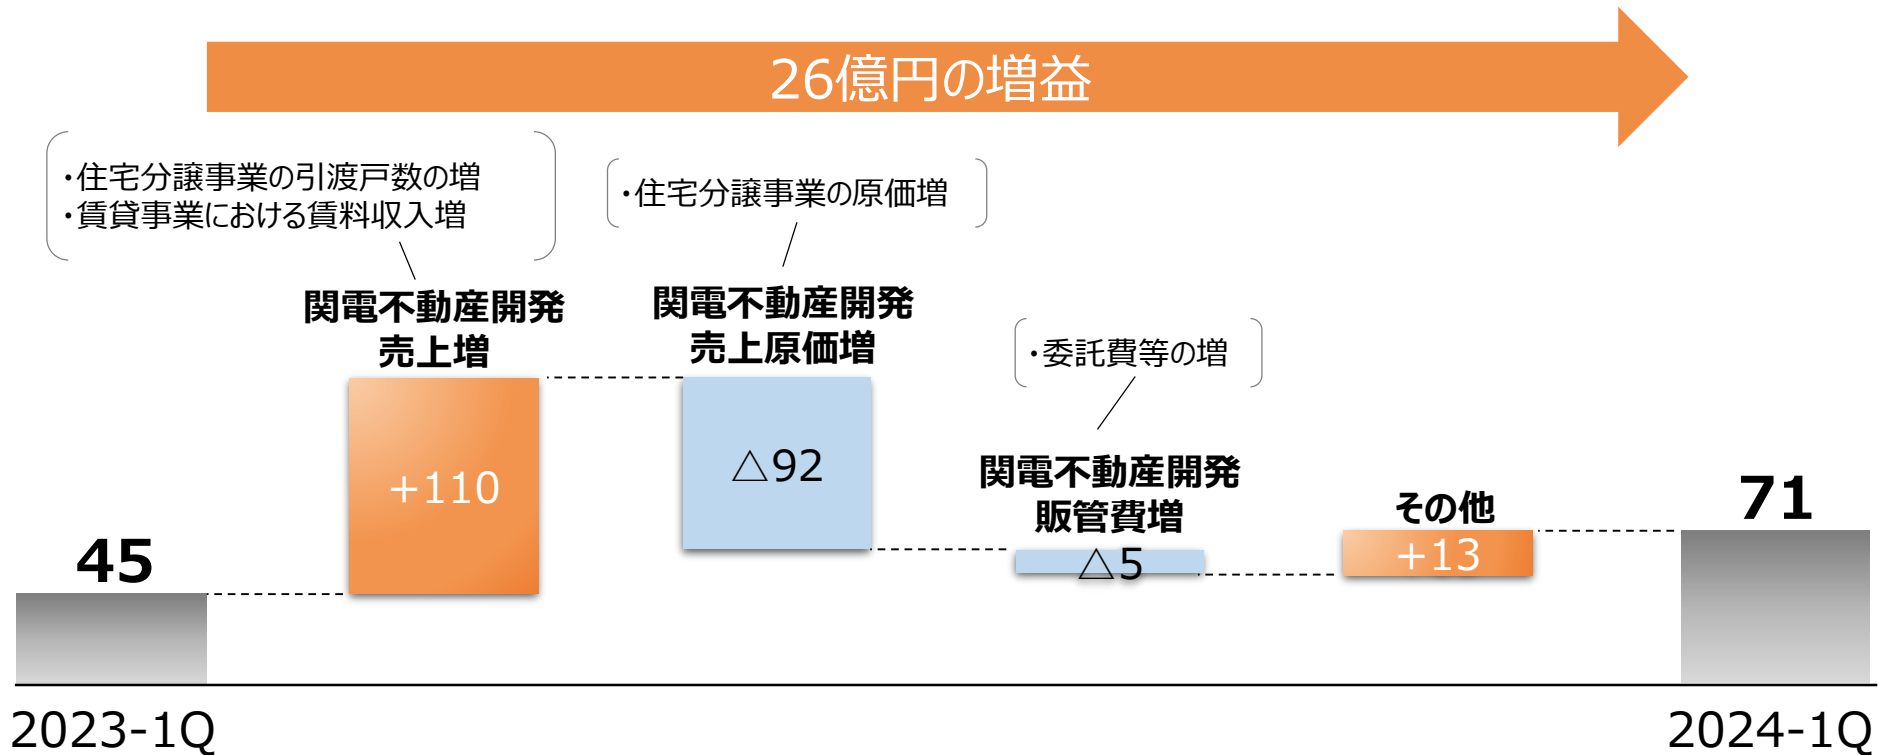 26億円の増益
・住宅分譲事業の引渡戸数の増
・賃貸事業における賃料収入増
・住宅分譲事業の原価増
関電不動産開発
売上増
関電不動産開発
売上原価増
・委託費等の増
+110
△92
関電不動産開発
販管費増
△5
その他
+13
45
71
2023-1Q
2024-1Q